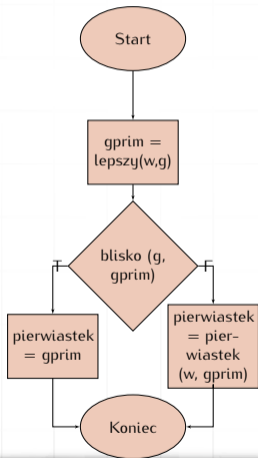 Start
gprim =
lepszy(w,g)
blisko (g,
gprim)
T
F
pierwiastek
= gprim
pierwiastek
= pier-
wiastek
(w, gprim)
Koniec